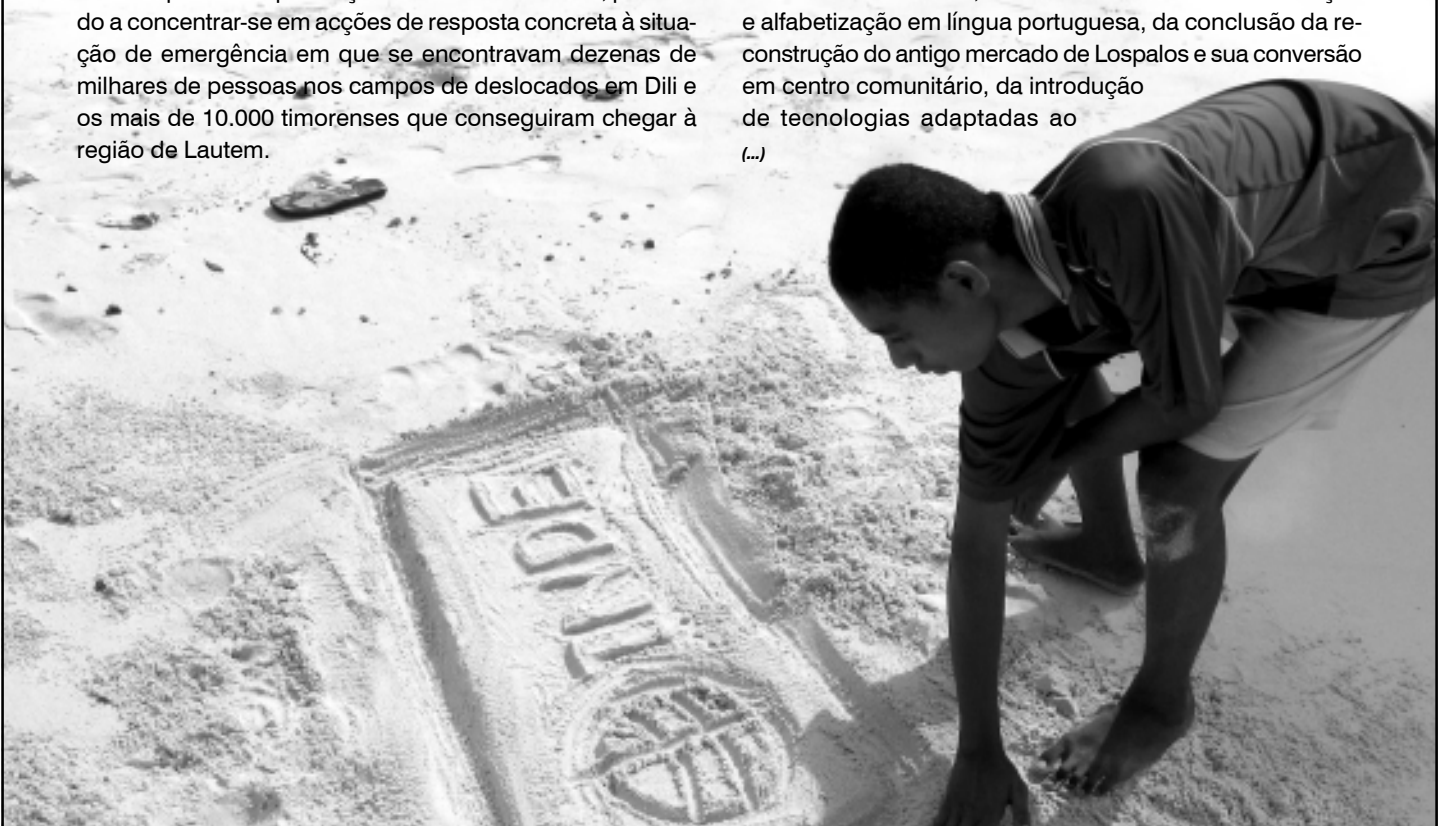 do a concentrar-se em acções de resposta concreta à situa-
ção de emergência em que se encontravam dezenas de
milhares de pessoas nos campos de deslocados em Dili e
os mais de 10.000 timorenses que conseguiram chegar à
região de Lautem.
e alfabetização em língua portuguesa, da conclusão da re-
construção do antigo mercado de Lospalos e sua conversão
em centro comunitário, da introdução
de tecnologias adaptadas ao
(...)